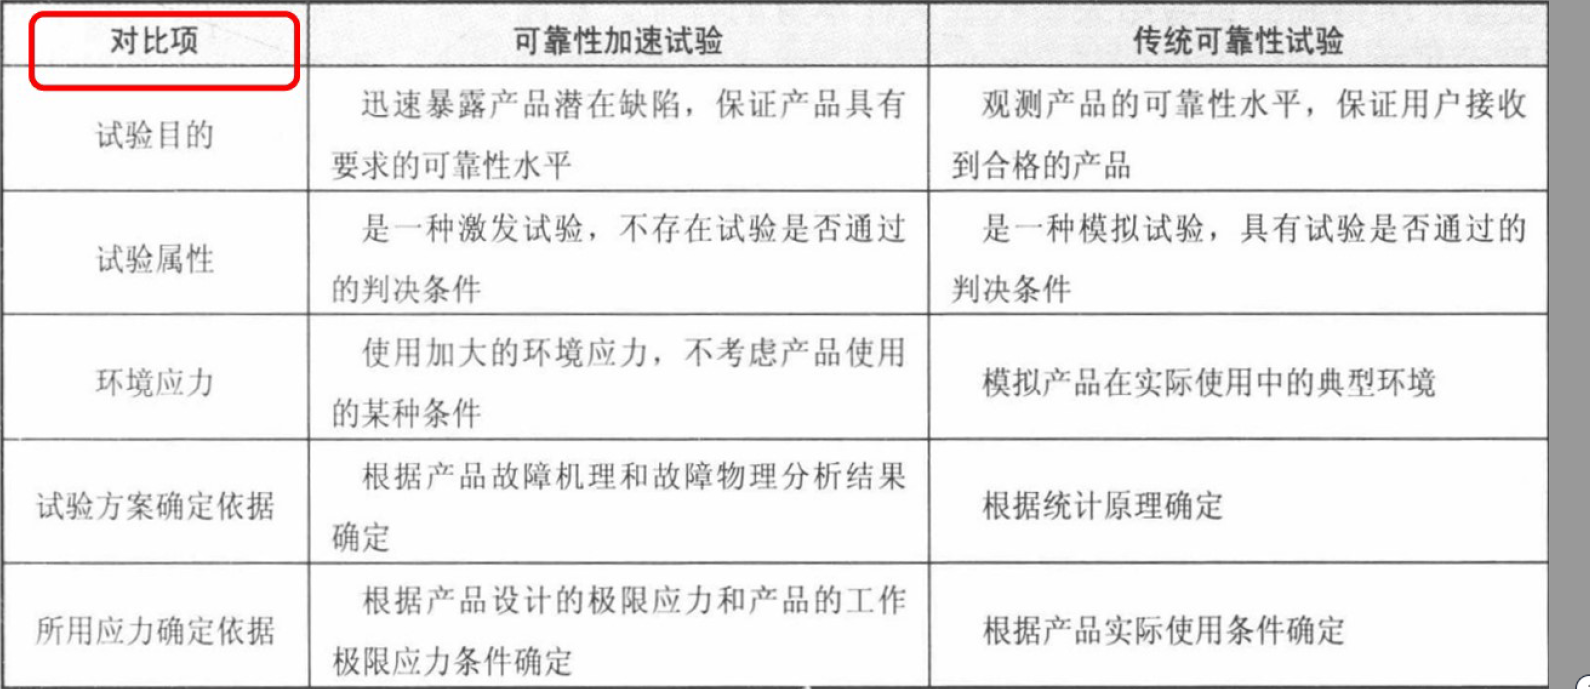 对比项
可靠性加速试验
传统可靠性试验
试验目的
迅速暴露产品潜在缺陷，保证产品具有
要求的可靠性水平
观测产品的可靠性水平，保证用户接收
到合格的产品
试验属性
是一种激发试验，不存在试验是否通过
的判决条件
是一种模拟试验，具有试验是否通过的
判决条件
环境应力
使用加大的环境应力，不考虑产品使用
的某种条件
模拟产品在实际使用中的典型环境
试验方案确定依据
根据产品故障机理和故障物理分析结果
确定
根据统计原理确定
所用应力确定依据
根据产品设计的极限应力和产品的工作
极限应力条件确定
根据产品实际使用条件确定